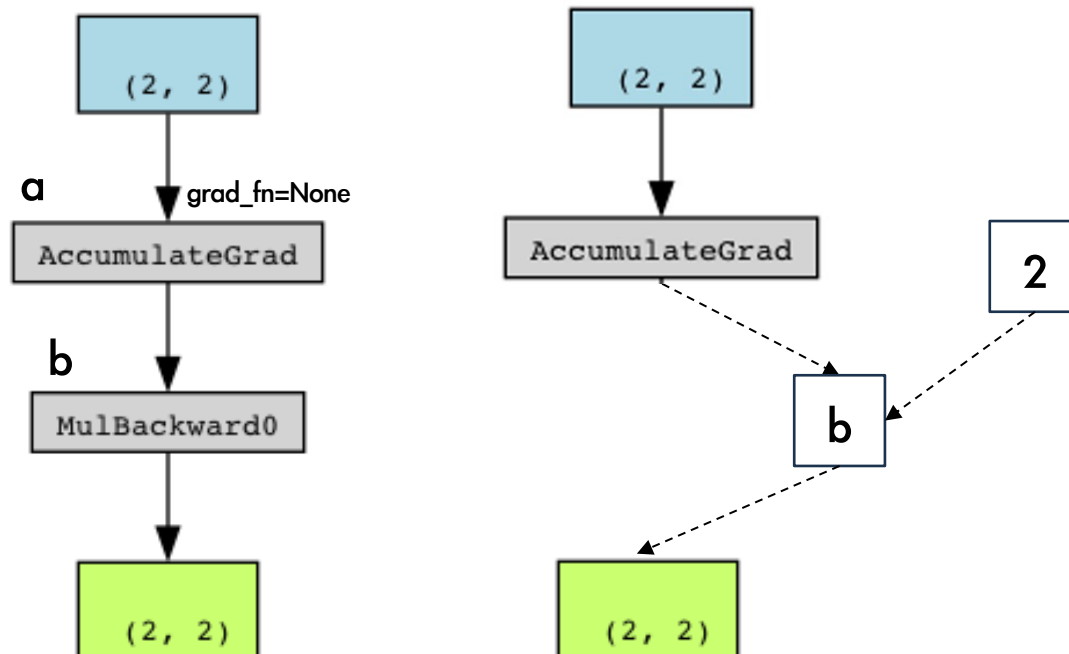 (2, 2)
a
grad_fn=None
AccumulateGrad
b
MulBackward0
(2, 2)
(2, 2)
AccumulateGrad
2
b
(2, 2)